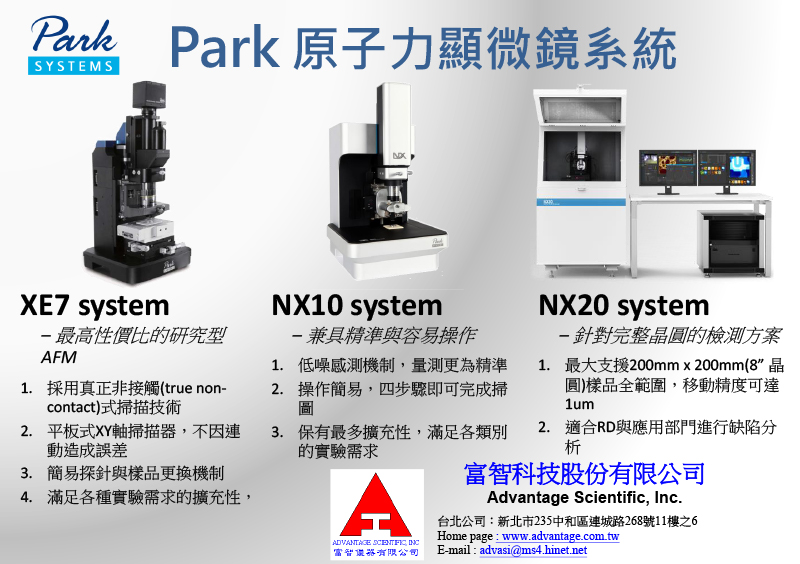 Park
SYSTEMS
Park 原子力顯微鏡系統
XE7 system
– 最高性價比的研究型
AFM
1. 採用真正非接觸(true non-
contact)式掃描技術
2. 平板式XY軸掃描器，不因連
動造成誤差
3. 簡易探針與樣品更換機制
4. 滿足各種實驗需求的擴充性，
NX10 system
– 兼具精準與容易操作
1. 低噪感測機制，量測更為精準
2. 操作簡易，四步驟即可完成掃
圖
3. 保有最多擴充性，滿足各類別
的實驗需求
NX20 system
– 針對完整晶圓的檢測方案
1. 最大支援200mm x 200mm(8” 晶
圓)樣品全範圍，移動精度可達
1um
2. 適合RD與應用部門進行缺陷分
析
NX
Park
Park
NX20
ADVANTAGE SCIENTIFIC, INC
富智儀器有限公司
富智科技股份有限公司
Advantage Scientific, Inc.
台北公司：新北市235中和區連城路268號11樓之6
Home page : www.advantage.com.tw
E-mail : advasi@ms4.hinet.net